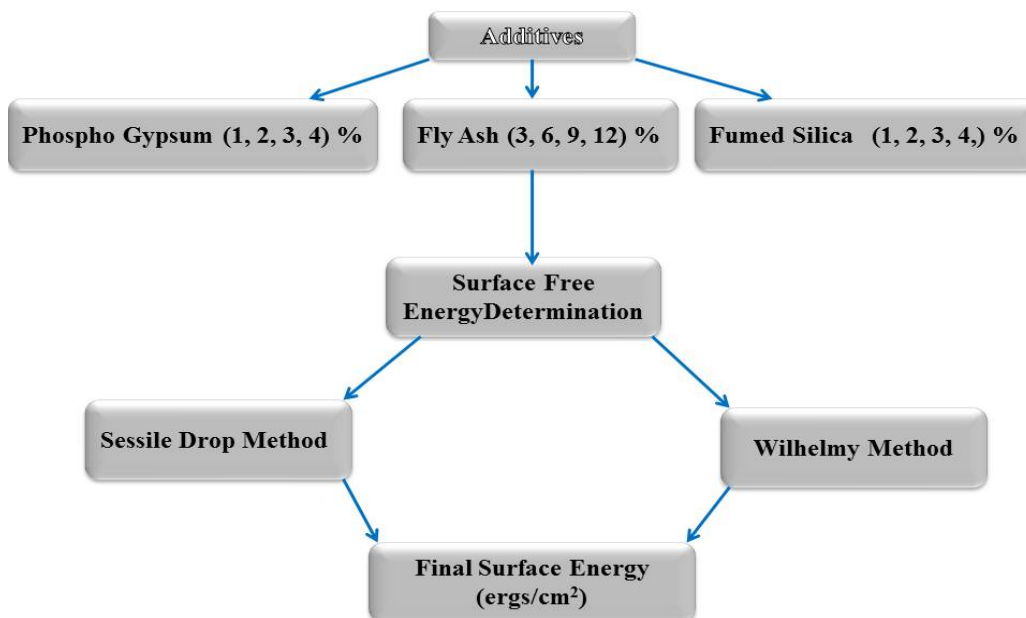 Additives
Phospho Gypsum (1, 2, 3, 4) %
Fly Ash (3, 6, 9, 12) %
Fumed Silica (1, 2, 3, 4,) %
Surface Free
EnergyDetermination
Sessile Drop Method
Wilhelmy Method
Final Surface Energy
(ergs/cm²)